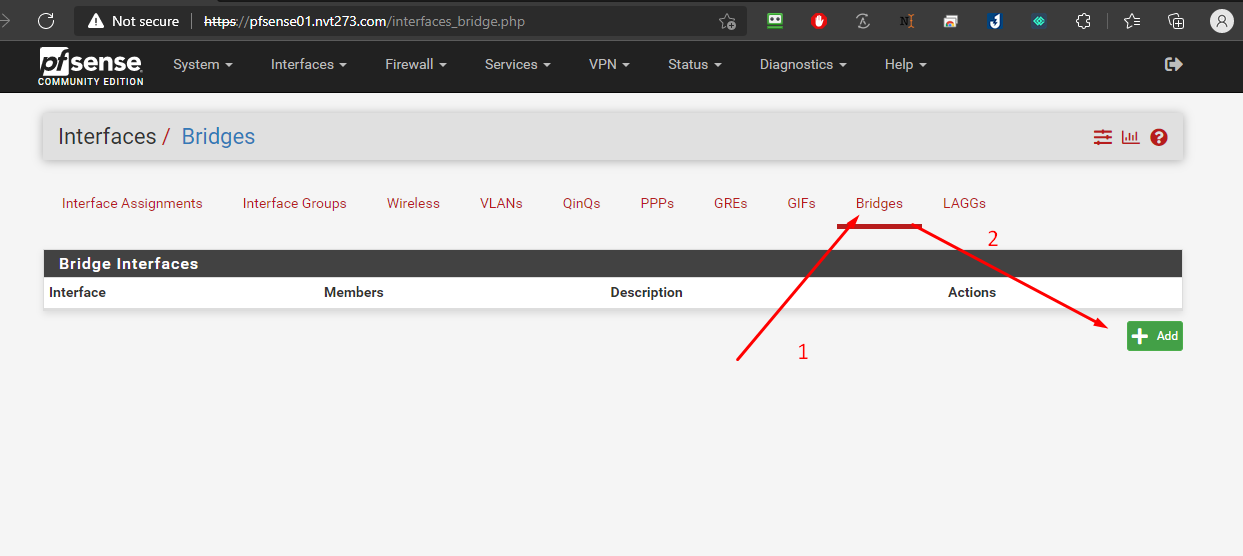 Not secure https://pfsense01.nvt273.com/interfaces_bridge.php
pfsense COMMUNITY EDITION System Interfaces Firewall Services VPN Status Diagnostics Help
Interfaces / Bridges
Interface Assignments Interface Groups Wireless VLANs QinQs PPPs GREs GIFs Bridges LAGGs
2
Bridge Interfaces
Interface Members Description Actions
+ Add
1